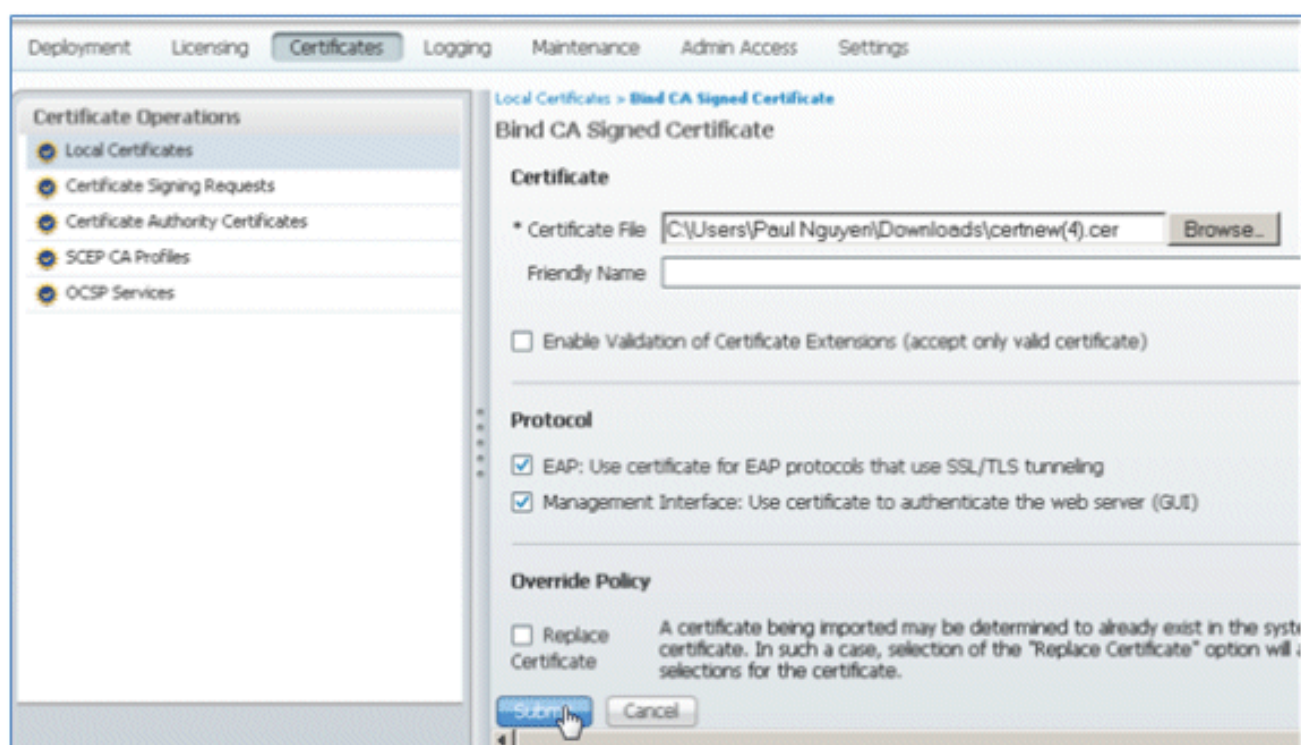 Deployment Licensing Certificates Logging Maintenance Admin Access Settings
Certificate Operations
Local Certificates
Certificate Signing Requests
Certificate Authority Certificates
SCEP CA Profiles
OCSP Services
Local Certificates > Bind CA Signed Certificate
Bind CA Signed Certificate
Certificate
* Certificate File C:\Users\Paul Nguyen\Downloads\certnew(4).cer Browse...
Friendly Name
Enable Validation of Certificate Extensions (accept only valid certificate)
Protocol
EAP: Use certificate for EAP protocols that use SSL/TLS tunneling
Management Interface: Use certificate to authenticate the web server (GUI)
Override Policy
Replace Certificate
A certificate being imported may be determined to already exist in the syste
certificate. In such a case, selection of the "Replace Certificate" option will a
selections for the certificate.
Submit Cancel